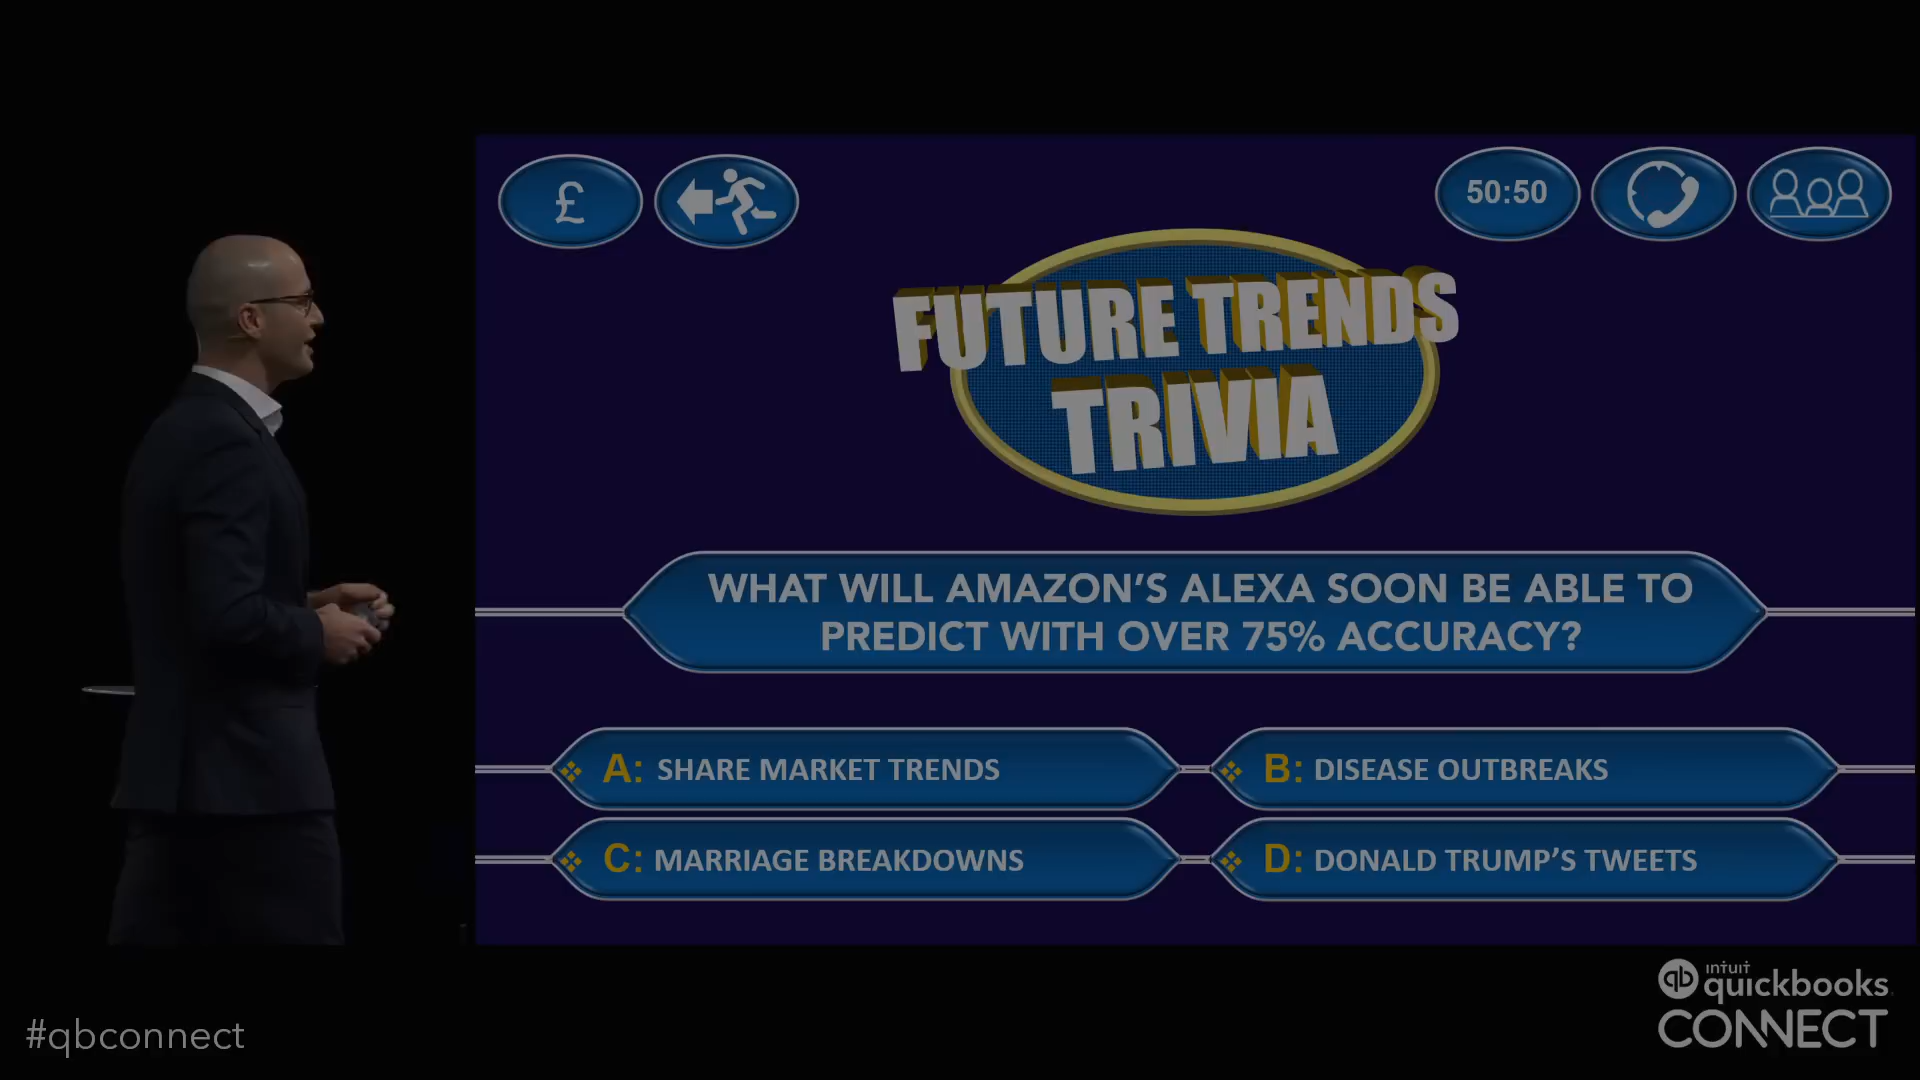 £
50:50
FUTURE TRENDS
TRIVIA
WHAT WILL AMAZON'S ALEXA SOON BE ABLE TO
PREDICT WITH OVER 75% ACCURACY?
A: SHARE MARKET TRENDS
B: DISEASE OUTBREAKS
C: MARRIAGE BREAKDOWNS
D: DONALD TRUMP'S TWEETS
#qbconnect
qb
intuit
quickbooks
CONNECT